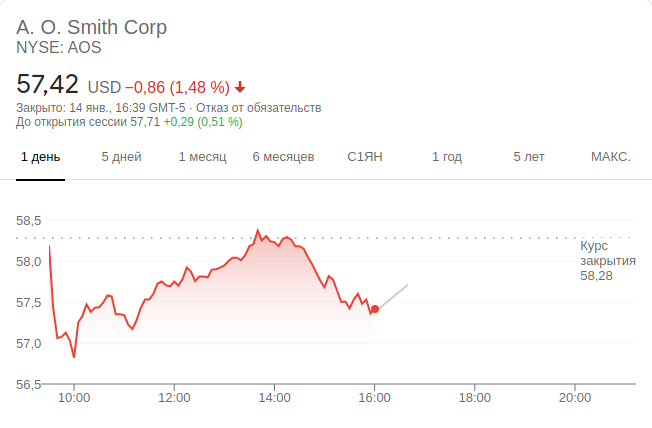 A. O. Smith Corp
NYSE: AOS
57,42 USD −0,86 (1,48 %)
Закрыто: 14 янв., 16:39 GMT-5 · Отказ от обязательств
До открытия сессии 57,71 +0,29 (0,51 %)
1 день 5 дней 1 месяц 6 месяцев С1ЯН 1 год 5 лет МАКС.
58,5
58,0
57,5
57,0
56,5
Курс
закрытия
58,28
10:00 12:00 14:00 16:00 18:00 20:00